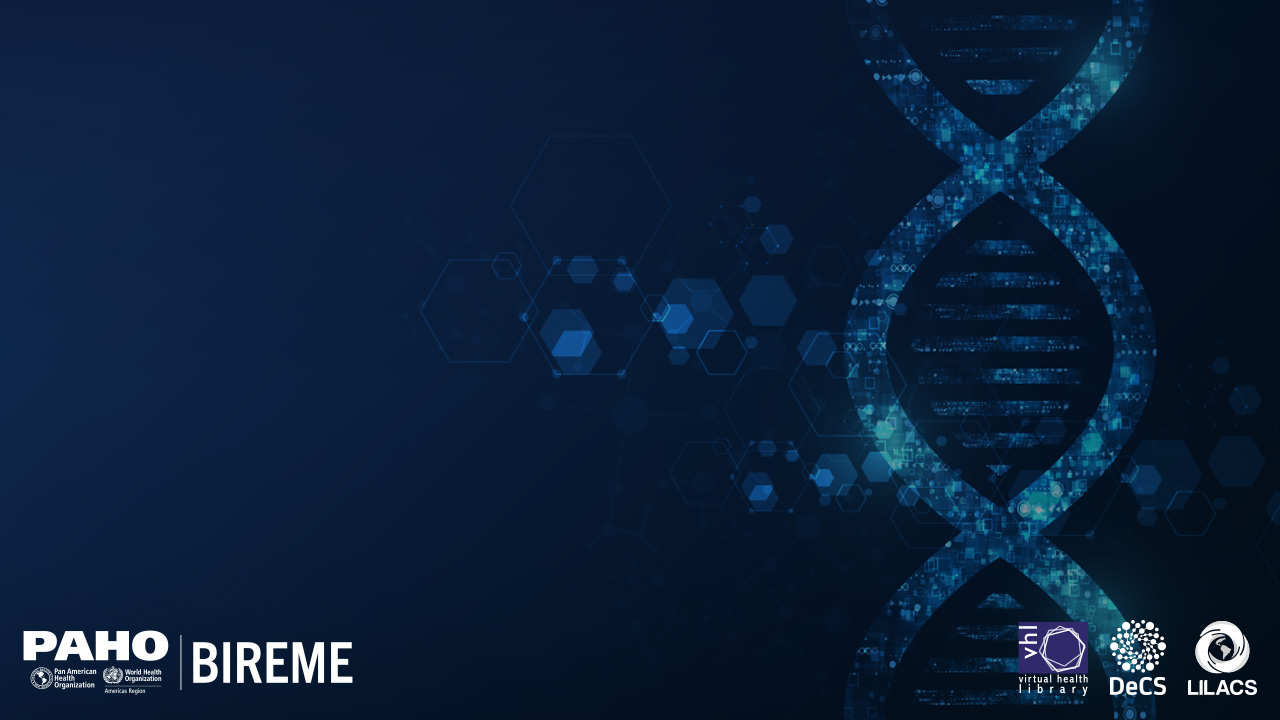 PAHO
Pan American
Health
Organization
World Health
Organization
Americas Region
BIREME
vhl
virtual health
library
DeCS
LILACS